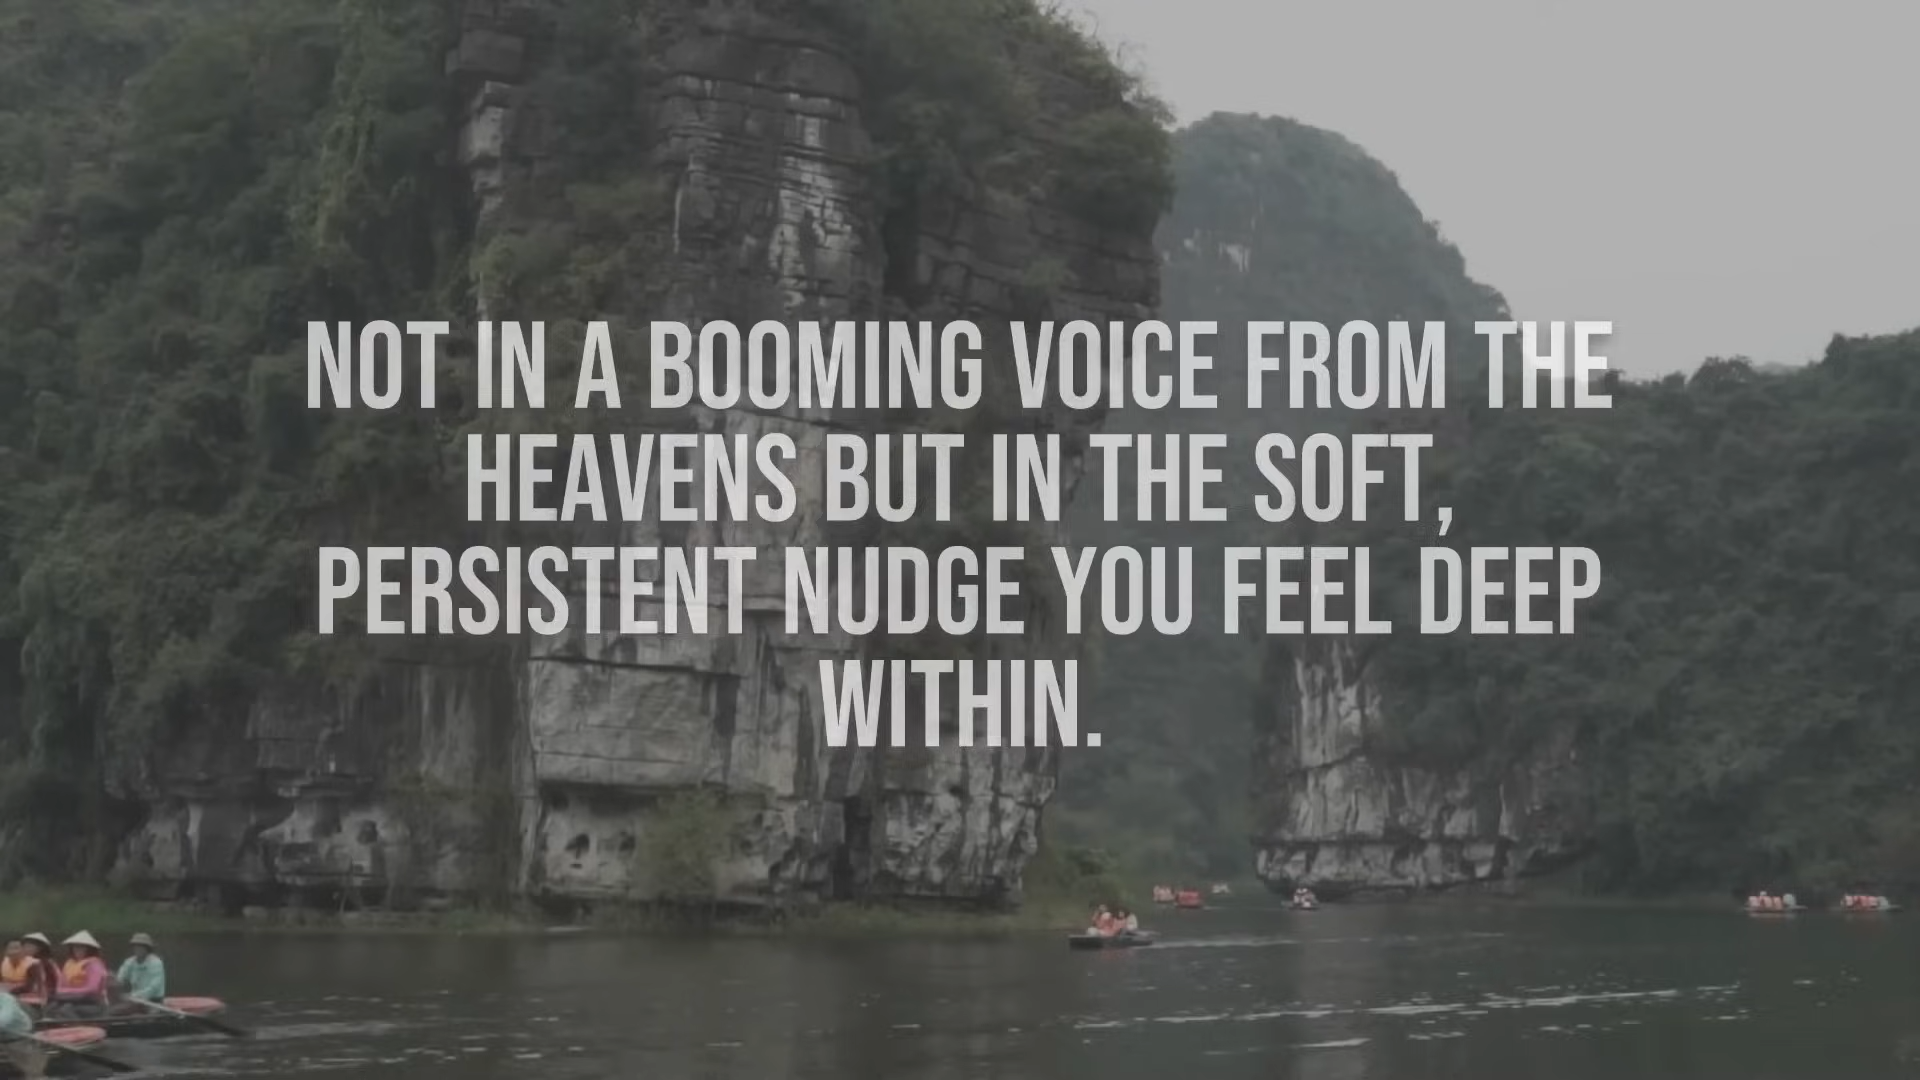 NOT IN A BOOMING VOICE FROM THE
HEAVENS BUT IN THE SOFT,
PERSISTENT NUDGE YOU FEEL DEEP
WITHIN.